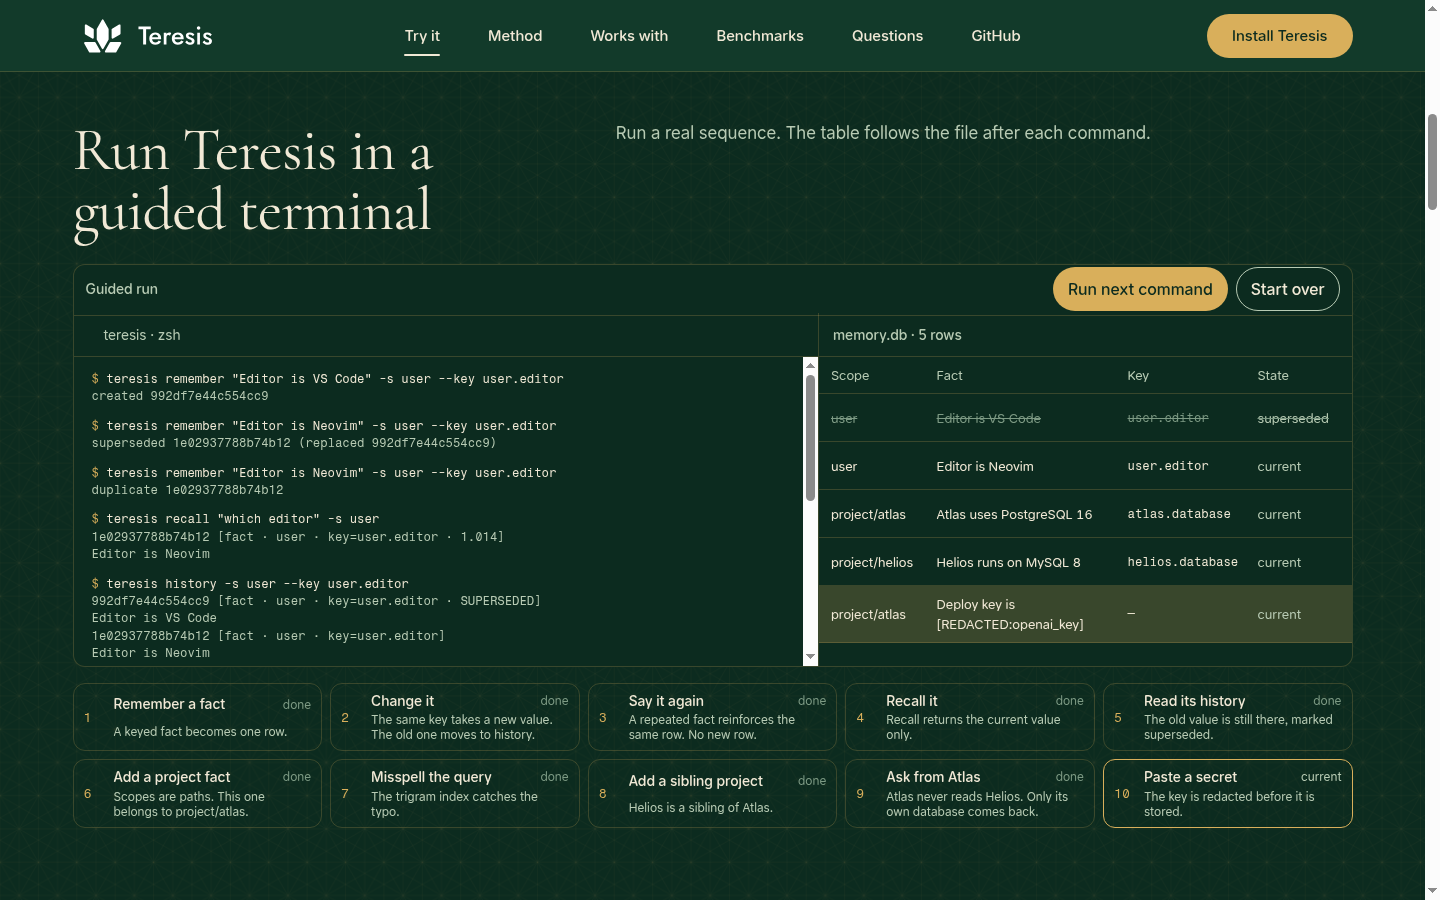 Teresis
Try it
Method
Works with
Benchmarks
Questions
GitHub
Install Teresis
Run Teresis in a
guided terminal
Run a real sequence. The table follows the file after each command.
Guided run
Run next command
Start over
teresis · zsh
$ teresis remember "Editor is VS Code" -s user --key user.editor
created 992df7e44c554cc9
$ teresis remember "Editor is Neovim" -s user --key user.editor
superseded 1e02937788b74b12 (replaced 992df7e44c554cc9)
$ teresis remember "Editor is Neovim" -s user --key user.editor
duplicate 1e02937788b74b12
$ teresis recall "which editor" -s user
1e02937788b74b12 [fact · user · key=user.editor · 1.014]
Editor is Neovim
$ teresis history -s user --key user.editor
992df7e44c554cc9 [fact · user · key=user.editor · SUPERSEDED]
Editor is VS Code
1e02937788b74b12 [fact · user · key=user.editor]
Editor is Neovim
memory.db · 5 rows
Scope Fact Key State
user Editor is VS Code user.editor superseded
user Editor is Neovim user.editor current
project/atlas Atlas uses PostgreSQL 16 atlas.database current
project/helios Helios runs on MySQL 8 helios.database current
project/atlas Deploy key is
[REDACTED:openai_key] — current
1 Remember a fact done
A keyed fact becomes one row.
2 Change it done
The same key takes a new value.
The old one moves to history.
3 Say it again done
A repeated fact reinforces the
same row. No new row.
4 Recall it done
Recall returns the current value
only.
5 Read its history done
The old value is still there, marked
superseded.
6 Add a project fact done
Scopes are paths. This one
belongs to project/atlas.
7 Misspell the query done
The trigram index catches the
typo.
8 Add a sibling project done
Helios is a sibling of Atlas.
9 Ask from Atlas done
Atlas never reads Helios. Only its
own database comes back.
10 Paste a secret current
The key is redacted before it is
stored.